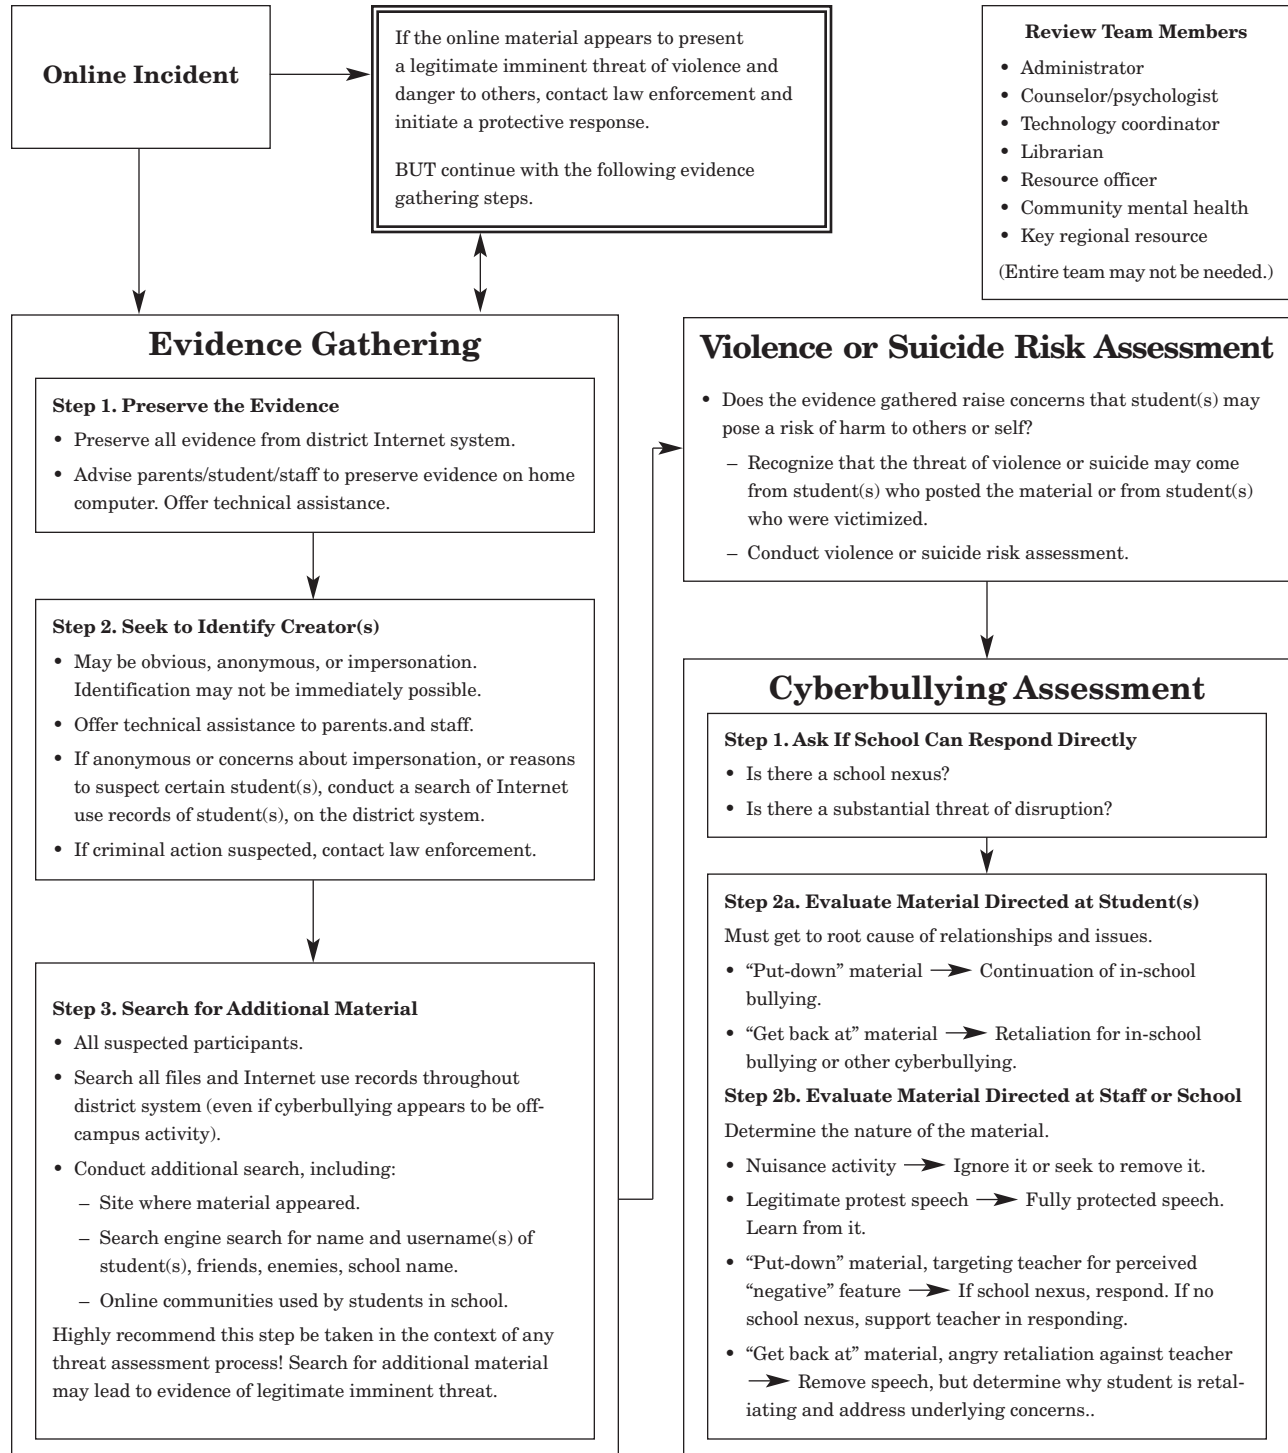 Online Incident
If the online material appears to present
a legitimate imminent threat of violence and
danger to others, contact law enforcement and
initiate a protective response.
BUT continue with the following evidence
gathering steps.
Review Team Members
• Administrator
• Counselor/psychologist
• Technology coordinator
• Librarian
• Resource officer
• Community mental health
• Key regional resource
(Entire team may not be needed.)
Evidence Gathering
Step 1. Preserve the Evidence
• Preserve all evidence from district Internet system.
• Advise parents/student/staff to preserve evidence on home
computer. Offer technical assistance.
Step 2. Seek to Identify Creator(s)
• May be obvious, anonymous, or impersonation.
Identification may not be immediately possible.
• Offer technical assistance to parents.and staff.
• If anonymous or concerns about impersonation, or reasons
to suspect certain student(s), conduct a search of Internet
use records of student(s), on the district system.
• If criminal action suspected, contact law enforcement.
Step 3. Search for Additional Material
• All suspected participants.
• Search all files and Internet use records throughout
district system (even if cyberbullying appears to be off-
campus activity).
• Conduct additional search, including:
– Site where material appeared.
– Search engine search for name and username(s) of
student(s), friends, enemies, school name.
– Online communities used by students in school.
Highly recommend this step be taken in the context of any
threat assessment process! Search for additional material
may lead to evidence of legitimate imminent threat.
Violence or Suicide Risk Assessment
• Does the evidence gathered raise concerns that student(s) may
pose a risk of harm to others or self?
– Recognize that the threat of violence or suicide may come
from student(s) who posted the material or from student(s)
who were victimized.
– Conduct violence or suicide risk assessment.
Cyberbullying Assessment
Step 1. Ask If School Can Respond Directly
• Is there a school nexus?
• Is there a substantial threat of disruption?
Step 2a. Evaluate Material Directed at Student(s)
Must get to root cause of relationships and issues.
• “Put-down” material → Continuation of in-school
bullying.
• “Get back at” material → Retaliation for in-school
bullying or other cyberbullying.
Step 2b. Evaluate Material Directed at Staff or School
Determine the nature of the material.
• Nuisance activity → Ignore it or seek to remove it.
• Legitimate protest speech → Fully protected speech.
Learn from it.
• “Put-down” material, targeting teacher for perceived
“negative” feature → If school nexus, respond. If no
school nexus, support teacher in responding.
• “Get back at” material, angry retaliation against teacher
→ Remove speech, but determine why student is retal-
iating and address underlying concerns..